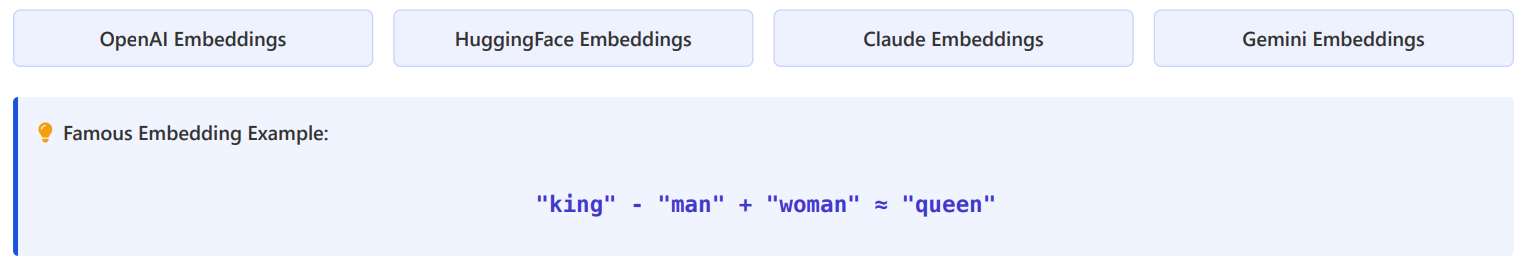 OpenAI Embeddings
HuggingFace Embeddings
Claude Embeddings
Gemini Embeddings
Famous Embedding Example:
"king" - "man" + "woman" ≈ "queen"